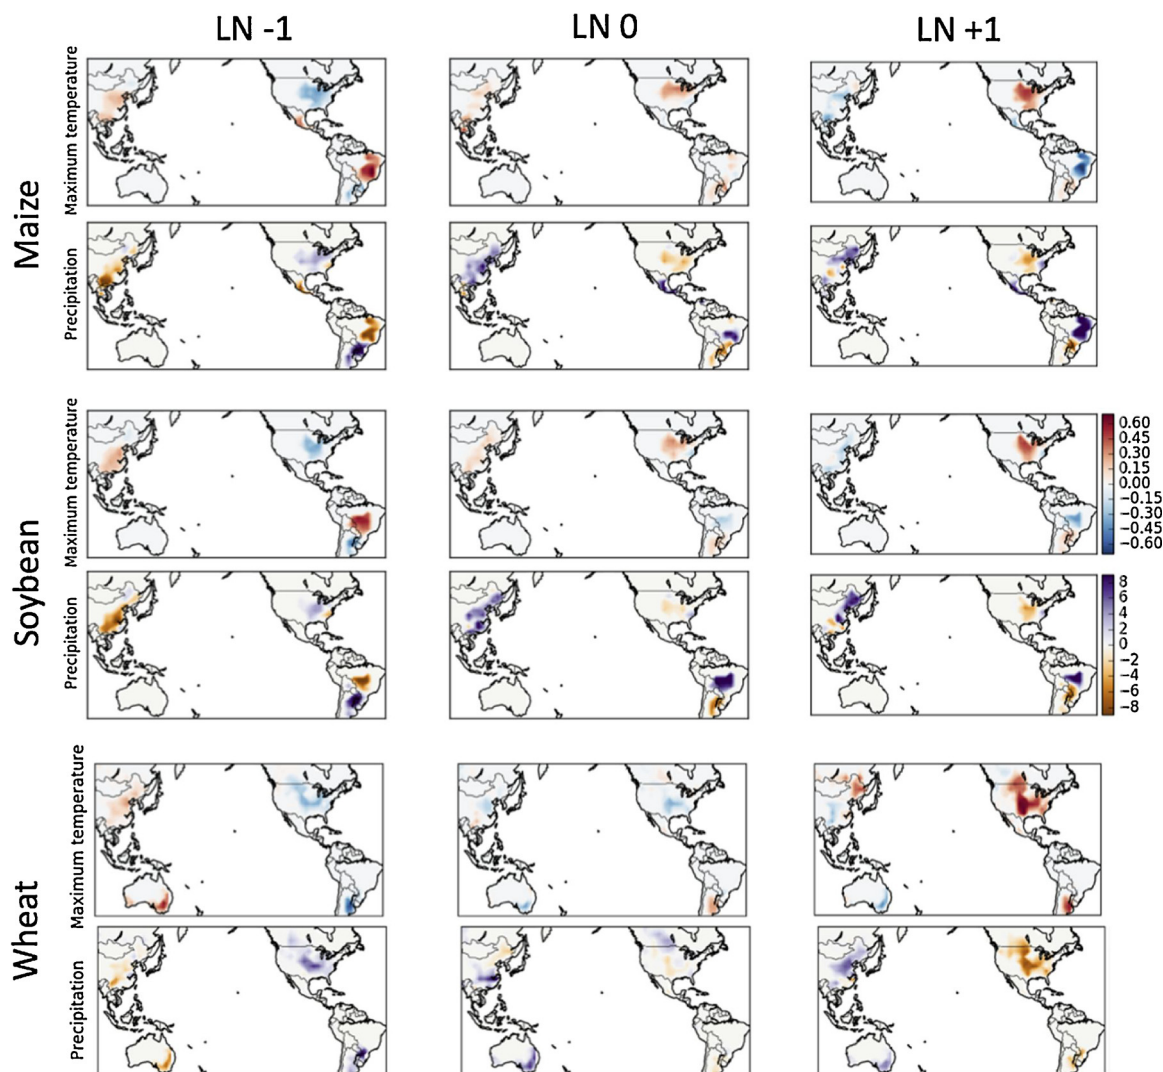 LN -1
LN 0
LN +1
Maize
Maximum temperature
Precipitation
Soybean
Maximum temperature
0.60
0.45
0.30
0.15
0.00
−0.15
−0.30
−0.45
−0.60
Precipitation
8
6
4
2
0
−2
−4
−6
−8
Wheat
Maximum temperature
Precipitation